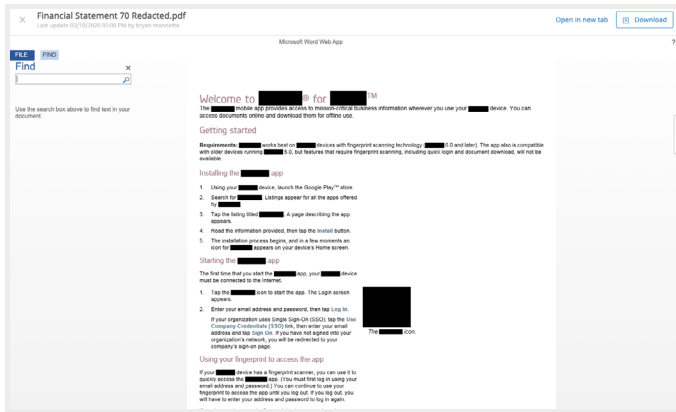 Financial Statement 70 Redacted.pdf
Last update 03/10/2020 05:00 PM by bryan mannette
Open in new tab
Download
Microsoft Word Web App
?
FILE FIND
Find
Use the search box above to find text in your
document.
Welcome to ® for ™
The mobile app provides access to mission-critical business information wherever you use your device. You can
access documents online and download them for offline use.
Getting started
Requirements: works best on devices with fingerprint scanning technology ( 6.0 and later). The app also is compatible
with older devices running 5.0, but features that require fingerprint scanning, including quick login and document download, will not be
available.
Installing the app
1. Using your device, launch the Google Play™ store.
2. Search for . Listings appear for all the apps offered
by .
3. Tap the listing titled . A page describing the app
appears.
4. Read the information provided, then tap the Install button.
5. The installation process begins, and in a few moments an
icon for appears on your device's Home screen.
Starting the app
The first time that you start the app, your device
must be connected to the Internet.
1. Tap the icon to start the app. The Login screen
appears.
2. Enter your email address and password, then tap Log In.
If your organization uses Single Sign-On (SSO), tap the Use
Company Credentials (SSO) link, then enter your email
address and tap Sign On. If you have not signed into your
organization's network, you will be redirected to your
company's sign-on page.
The icon.
Using your fingerprint to access the app
If your device has a fingerprint scanner, you can use it to
quickly access the app. (You must first log in using your
email address and password.) You can continue to use your
fingerprint to access the app until you log out. If you log out, you
will have to enter your address and password to log in again.